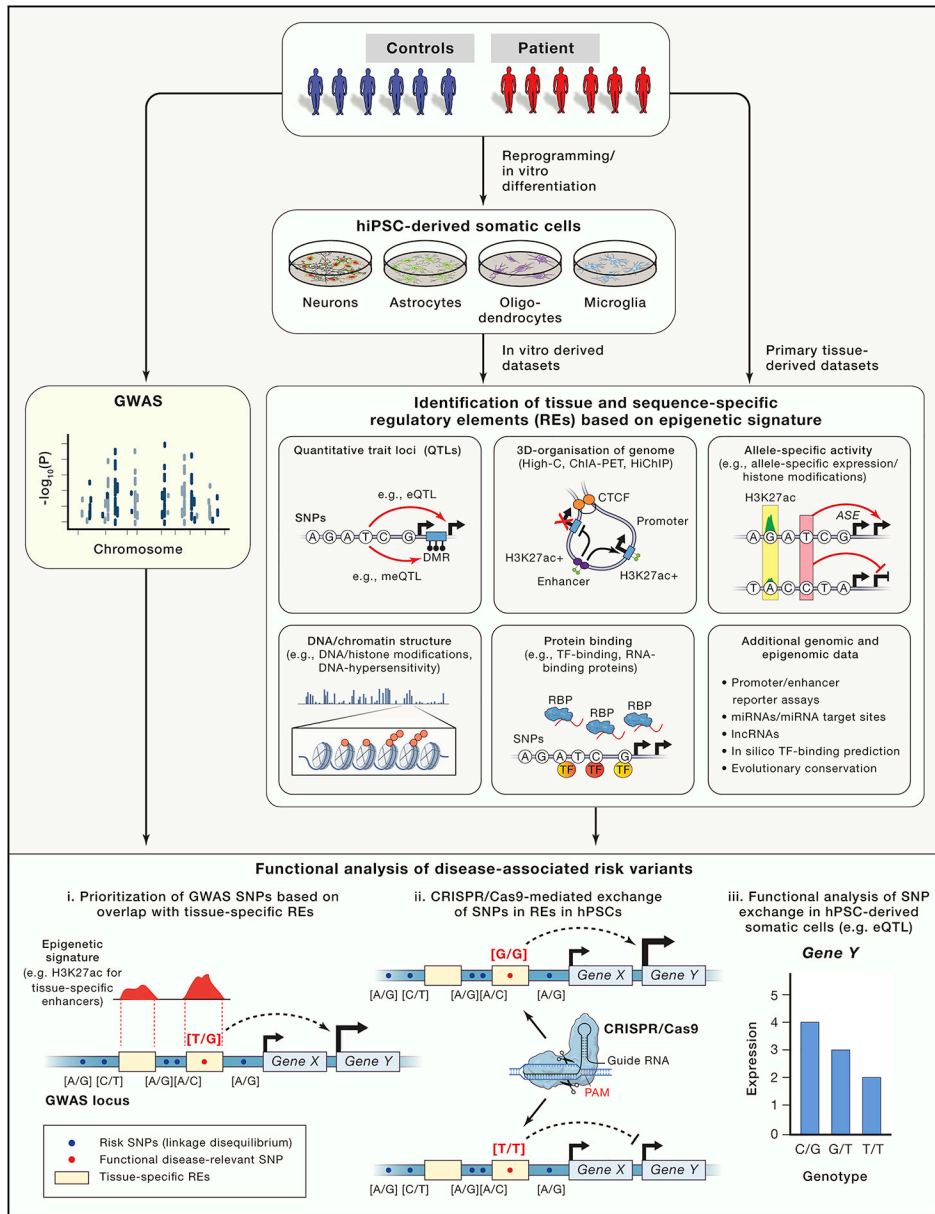 Controls
Patient
Reprogramming/
in vitro
differentiation
hiPSC-derived somatic cells
Neurons
Astrocytes
Oligo-
dendrocytes
Microglia
In vitro derived
datasets
Primary tissue-
derived datasets
GWAS
-log10(P)
Chromosome
Identification of tissue and sequence-specific
regulatory elements (REs) based on epigenetic signature
Quantitative trait loci (QTLs)
e.g., eQTL
SNPs
A G A T C G
DMR
e.g., meQTL
3D-organisation of genome
(High-C, ChIA-PET, HiChIP)
CTCF
Promoter
H3K27ac+
Enhancer
H3K27ac+
Allele-specific activity
(e.g., allele-specific expression/
histone modifications)
H3K27ac
ASE
A G A T C G
T A C C T A
DNA/chromatin structure
(e.g., DNA/histone modifications,
DNA-hypersensitivity)
Protein binding
(e.g., TF-binding, RNA-
binding proteins)
RBP
RBP
RBP
SNPs
A G A T C G
TF TF TF
Additional genomic and
epigenomic data
• Promoter/enhancer
reporter assays
• miRNAs/miRNA target sites
• lncRNAs
• In silico TF-binding prediction
• Evolutionary conservation
Functional analysis of disease-associated risk variants
i. Prioritization of GWAS SNPs based on
overlap with tissue-specific REs
Epigenetic
signature
(e.g. H3K27ac for
tissue-specific
enhancers)
[T/G]
Gene X
Gene Y
[A/G] [C/T] [A/G][A/C] [A/G]
GWAS locus
Risk SNPs (linkage disequilibrium)
Functional disease-relevant SNP
Tissue-specific REs
ii. CRISPR/Cas9-mediated exchange
of SNPs in REs in hPSCs
[G/G]
Gene X
Gene Y
[A/G] [C/T] [A/G][A/C] [A/G]
CRISPR/Cas9
Guide RNA
PAM
[T/T]
Gene X
Gene Y
[A/G] [C/T] [A/G][A/C] [A/G]
iii. Functional analysis of SNP
exchange in hPSC-derived
somatic cells (e.g. eQTL)
Gene Y
Expression
5
4
3
2
1
0
C/G G/T T/T
Genotype